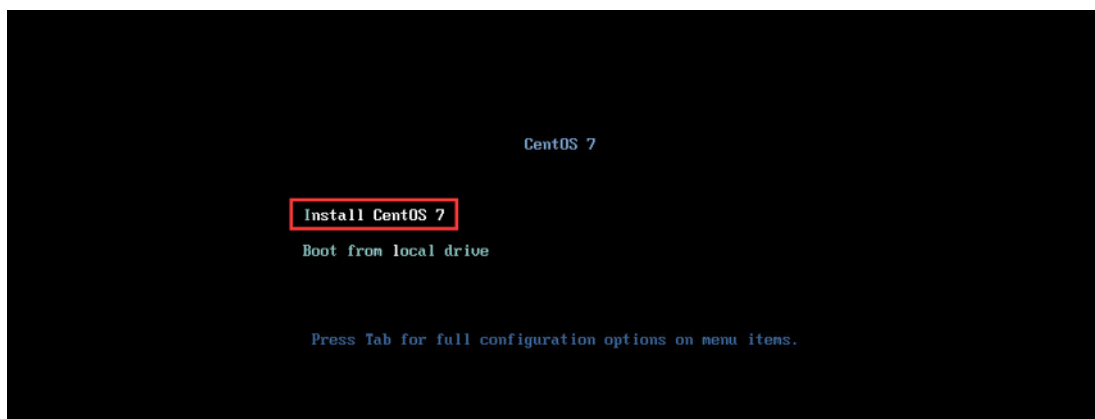 CentOS 7
Install CentOS 7
Boot from local drive
Press Tab for full configuration options on menu items.